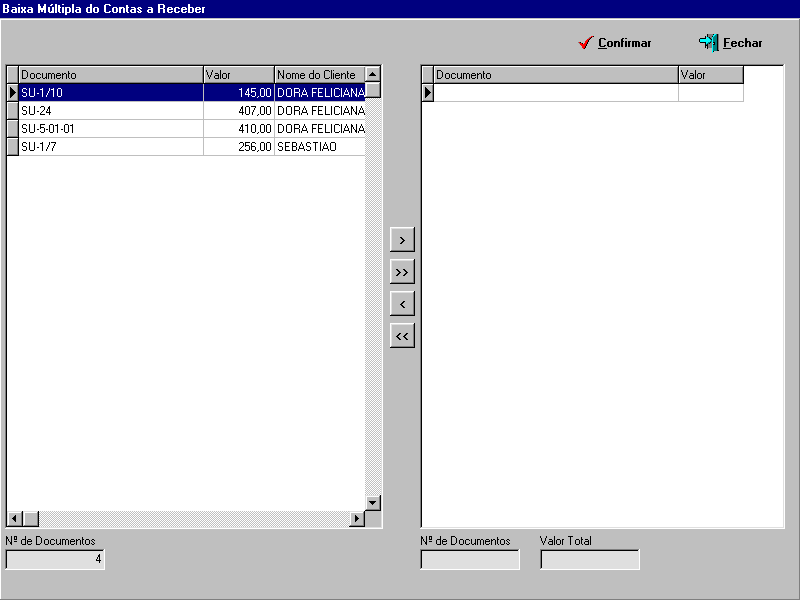 Baixa Múltipla do Contas a Receber
Confirmar Fechar
Documento Valor Nome do Cliente
SU-1/10 145,00 DORA FELICIANA
SU-24 407,00 DORA FELICIANA
SU-5-01-01 410,00 DORA FELICIANA
SU-1/7 256,00 SEBASTIAO
Documento Valor
>
>>
<
<<
Nº de Documentos
4
Nº de Documentos Valor Total